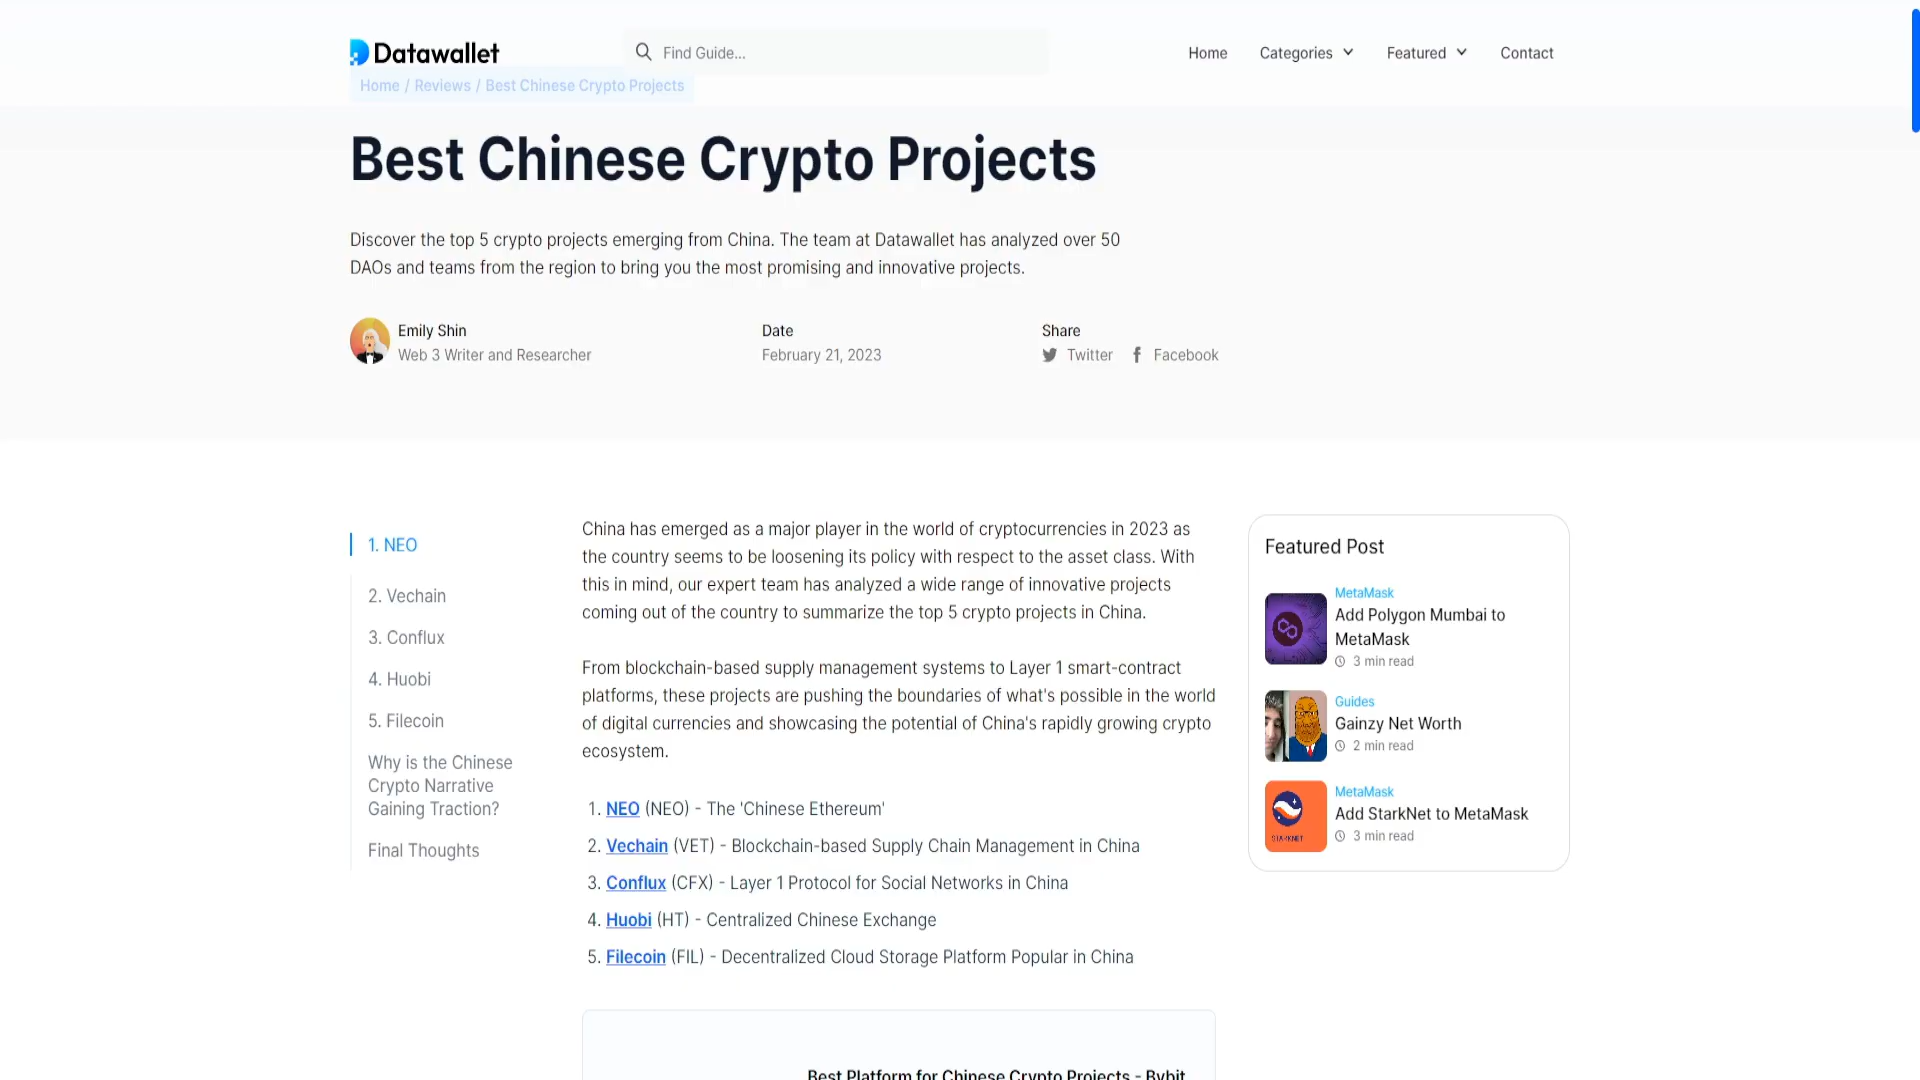 Datawallet
Find Guide...
Home
Categories
Featured
Contact
Home / Reviews / Best Chinese Crypto Projects
Best Chinese Crypto Projects
Discover the top 5 crypto projects emerging from China. The team at Datawallet has analyzed over 50
DAOs and teams from the region to bring you the most promising and innovative projects.
Emily Shin
Web 3 Writer and Researcher
Date
February 21, 2023
Share
Twitter
Facebook
1. NEO
2. Vechain
3. Conflux
4. Huobi
5. Filecoin
Why is the Chinese
Crypto Narrative
Gaining Traction?
Final Thoughts
China has emerged as a major player in the world of cryptocurrencies in 2023 as
the country seems to be loosening its policy with respect to the asset class. With
this in mind, our expert team has analyzed a wide range of innovative projects
coming out of the country to summarize the top 5 crypto projects in China.
From blockchain-based supply management systems to Layer 1 smart-contract
platforms, these projects are pushing the boundaries of what's possible in the world
of digital currencies and showcasing the potential of China's rapidly growing crypto
ecosystem.
1. NEO (NEO) - The 'Chinese Ethereum'
2. Vechain (VET) - Blockchain-based Supply Chain Management in China
3. Conflux (CFX) - Layer 1 Protocol for Social Networks in China
4. Huobi (HT) - Centralized Chinese Exchange
5. Filecoin (FIL) - Decentralized Cloud Storage Platform Popular in China
Best Platform for Chinese Crypto Projects - Bybit
Featured Post
MetaMask
Add Polygon Mumbai to
MetaMask
3 min read
Guides
Gainzy Net Worth
2 min read
STARKNET
MetaMask
Add StarkNet to MetaMask
3 min read